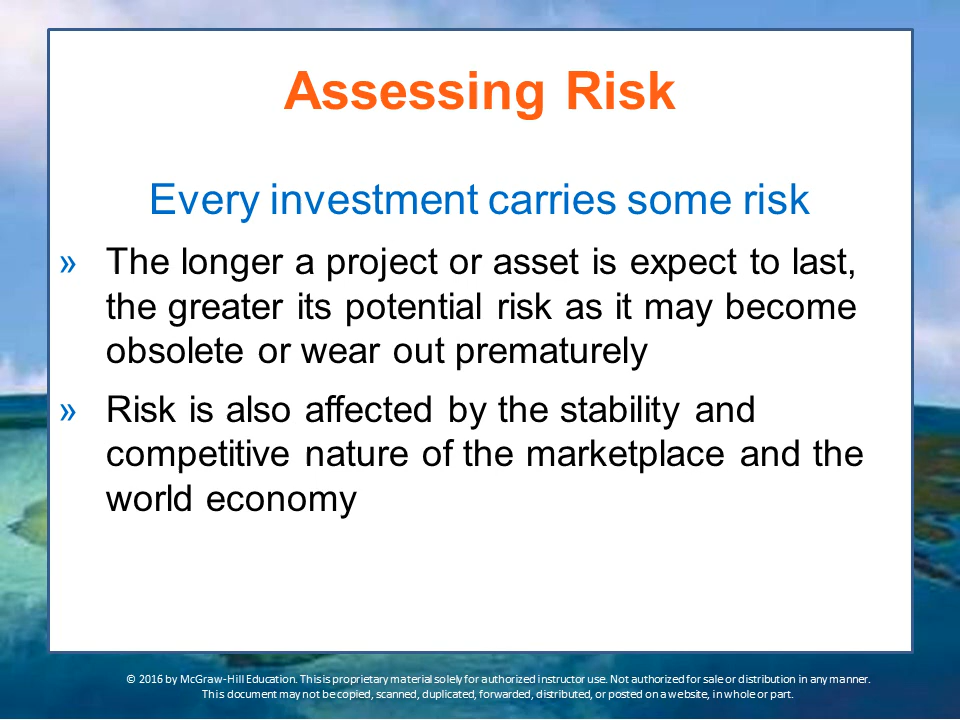 Assessing Risk
Every investment carries some risk
» The longer a project or asset is expect to last,
the greater its potential risk as it may become
obsolete or wear out prematurely
» Risk is also affected by the stability and
competitive nature of the marketplace and the
world economy
© 2016 by McGraw-Hill Education. This is proprietary material solely for authorized instructor use. Not authorized for sale or distribution in any manner.
This document may not be copied, scanned, duplicated, forwarded, distributed, or posted on a website, in whole or part.